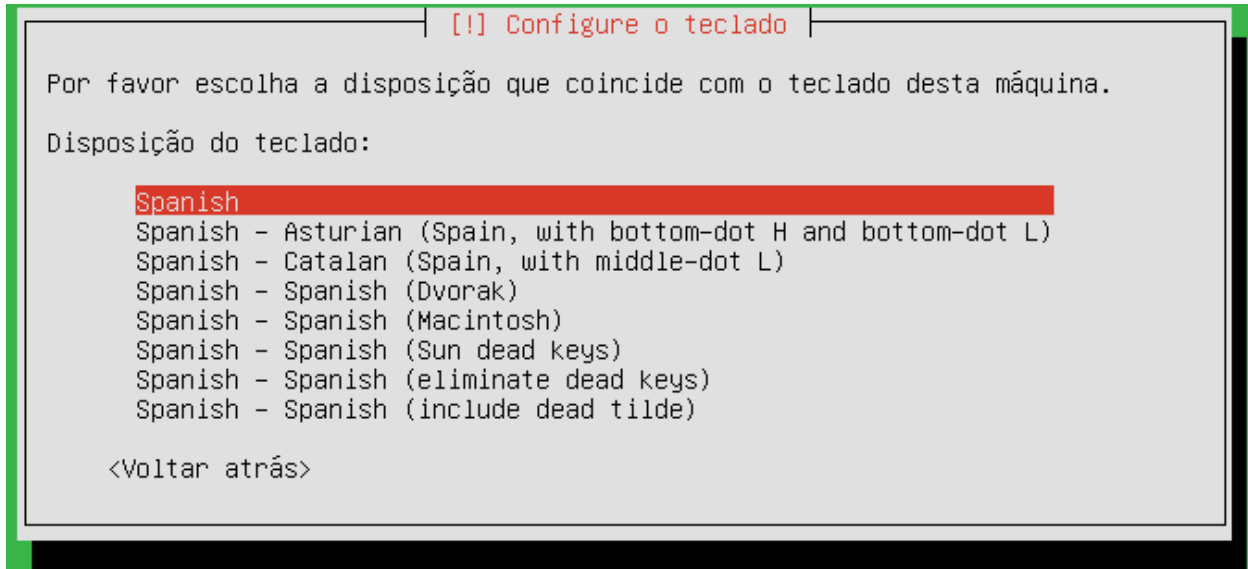 [!] Configure o teclado
Por favor escolha a disposição que coincide com o teclado desta máquina.
Disposição do teclado:
Spanish
Spanish - Asturian (Spain, with bottom-dot H and bottom-dot L)
Spanish - Catalan (Spain, with middle-dot L)
Spanish - Spanish (Dvorak)
Spanish - Spanish (Macintosh)
Spanish - Spanish (Sun dead keys)
Spanish - Spanish (eliminate dead keys)
Spanish - Spanish (include dead tilde)
<Voltar atrás>